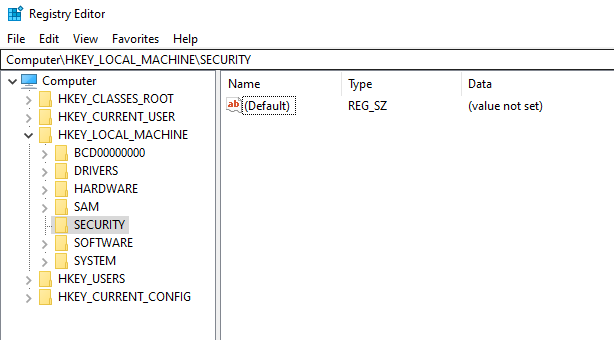 Registry Editor
File Edit View Favorites Help
Computer\HKEY_LOCAL_MACHINE\SECURITY
Computer
HKEY_CLASSES_ROOT
HKEY_CURRENT_USER
HKEY_LOCAL_MACHINE
BCD00000000
DRIVERS
HARDWARE
SAM
SECURITY
SOFTWARE
SYSTEM
HKEY_USERS
HKEY_CURRENT_CONFIG
Name Type Data
ab (Default) REG_SZ (value not set)